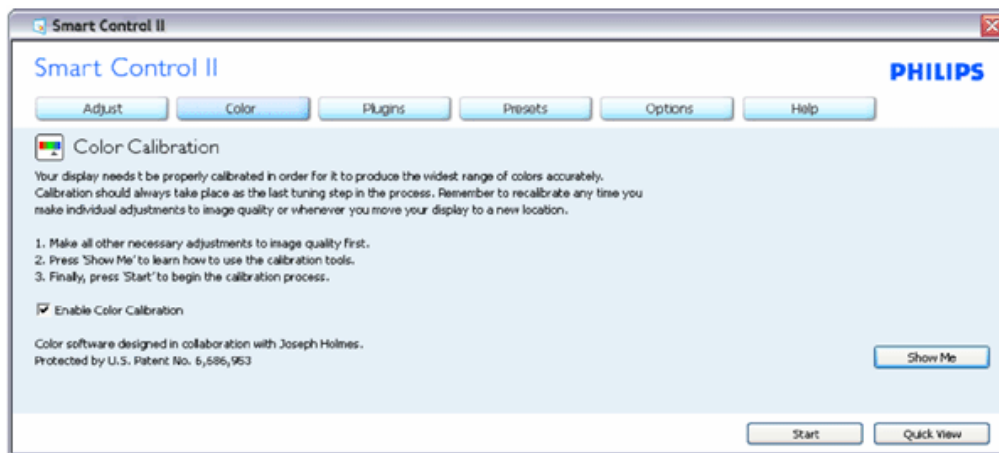 Smart Control II
Smart Control II
PHILIPS
Adjust Color Plugins Presets Options Help
Color Calibration
Your display needs t be properly calibrated in order for it to produce the widest range of colors accurately.
Calibration should always take place as the last tuning step in the process. Remember to recalibrate any time you
make individual adjustments to image quality or whenever you move your display to a new location.
1. Make all other necessary adjustments to image quality first.
2. Press 'Show Me' to learn how to use the calibration tools.
3. Finally, press 'Start' to begin the calibration process.
Enable Color Calibration
Color software designed in collaboration with Joseph Holmes.
Protected by U.S. Patent No. 6,686,953
Show Me
Start Quick View